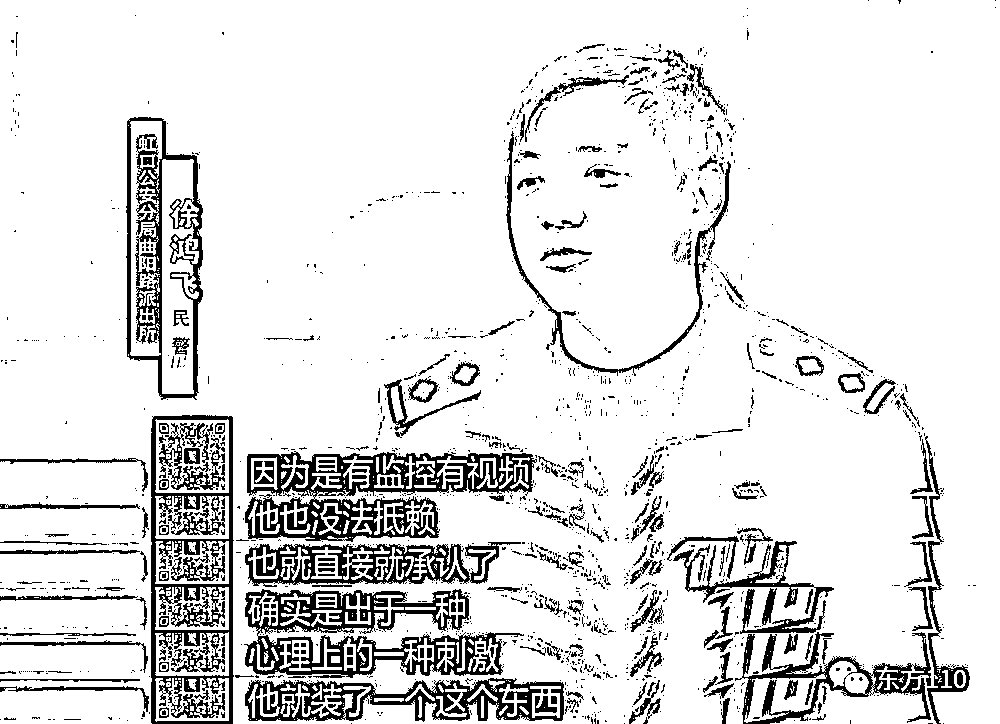 虹口公安分局曲阳路派出所
徐鸿飞 民警
因为是有监控有视频
他也没法抵赖
也就直接就承认了
确实是出于一种
心理上的一种刺激
他就装了一个这个东西
东方110